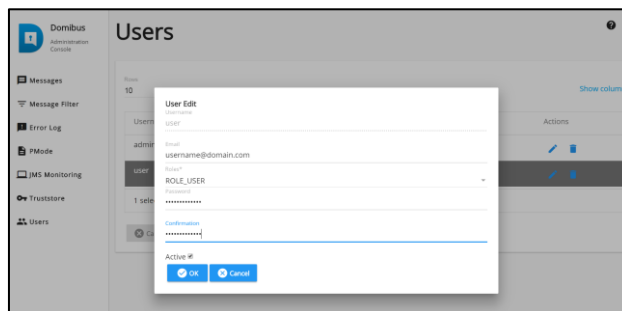 Domibus
Administration
Console
Users
Messages
Message Filter
Error Log
PMode
JMS Monitoring
Truststore
Users
Rows
10
Show colum
Usern
Actions
admin
user
1 sele
Ca
User Edit
Username
user
Email
username@domain.com
Roles*
ROLE_USER
Password
•••••••••••••
Confirmation
•••••••••••••
Active
OK
Cancel